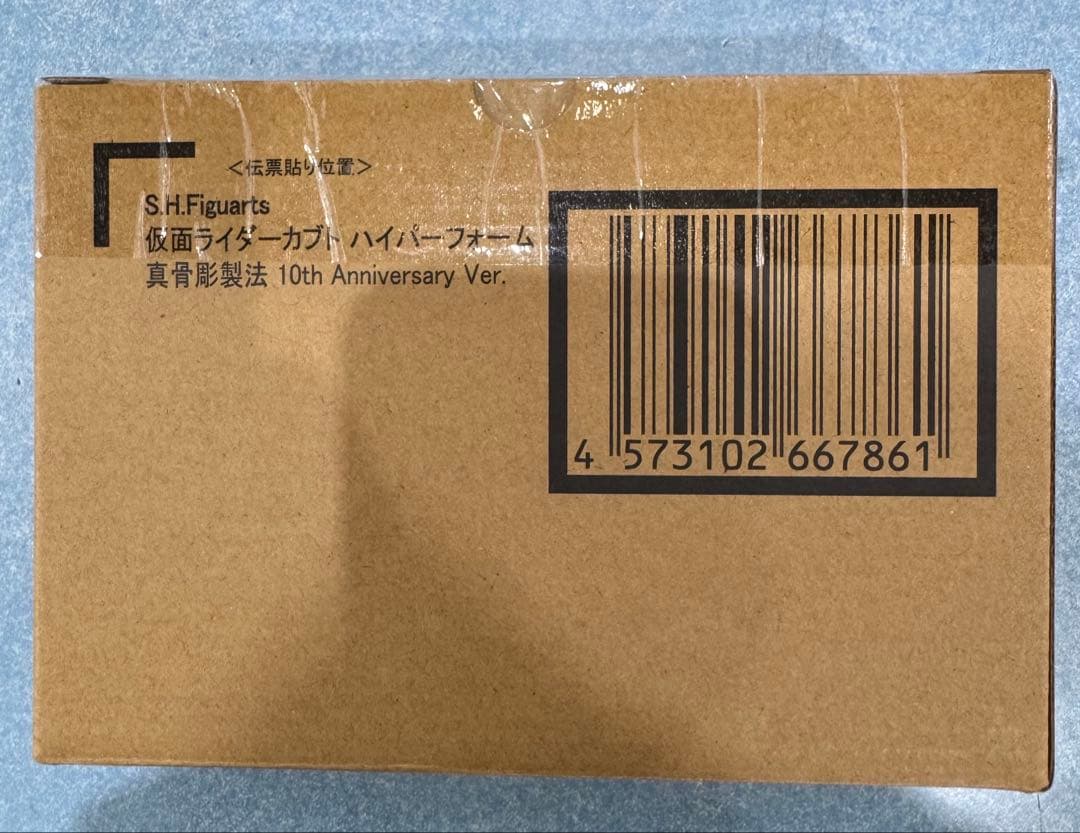 ＜伝票貼り位置＞
S.H.Figuarts
仮面ライダーカブト ハイパーフォーム
真骨彫製法 10th Anniversary Ver.
4 573102 667861